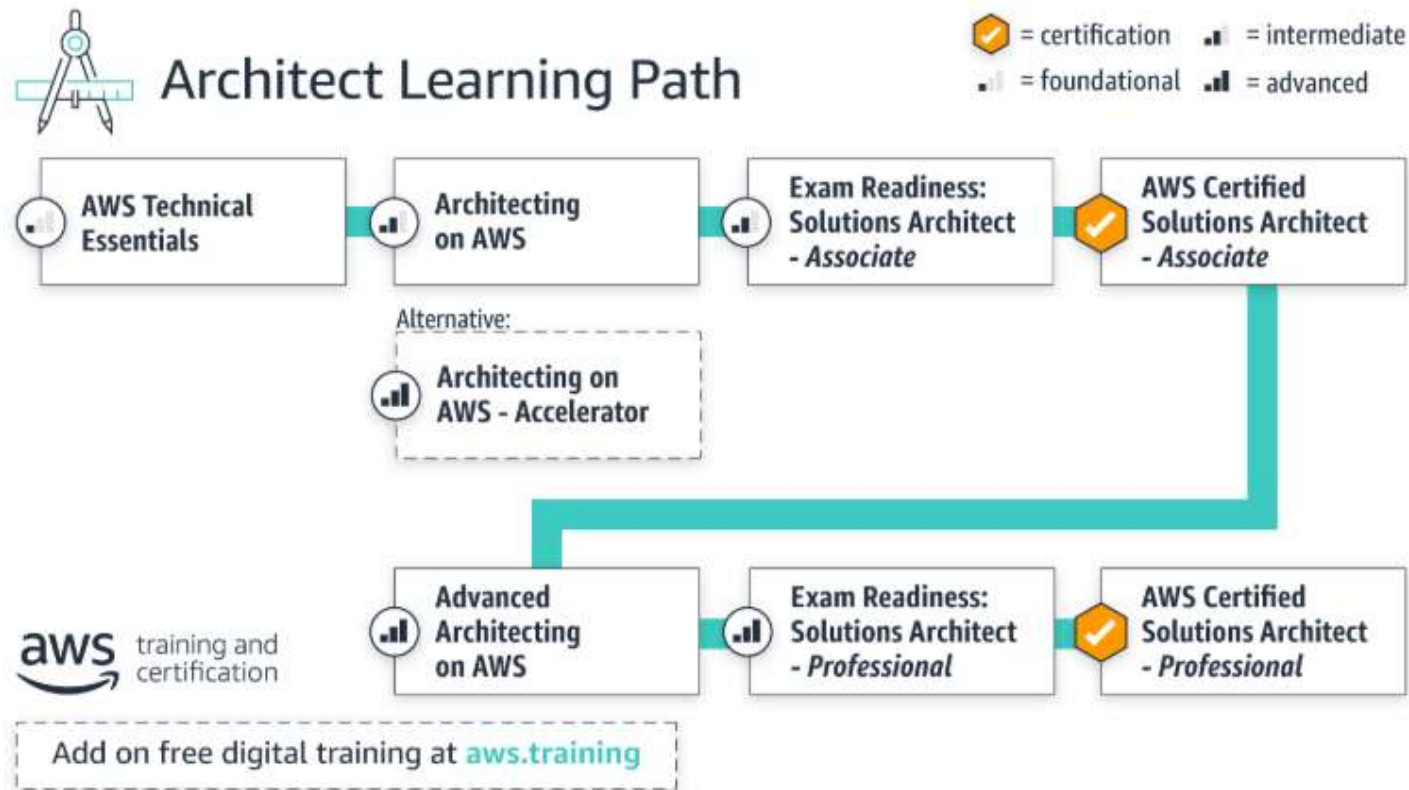 Architect Learning Path
= certification
= intermediate
= foundational
= advanced
AWS Technical
Essentials
Architecting
on AWS
Exam Readiness:
Solutions Architect
- Associate
AWS Certified
Solutions Architect
- Associate
Alternative:
Architecting on
AWS - Accelerator
Advanced
Architecting
on AWS
Exam Readiness:
Solutions Architect
- Professional
AWS Certified
Solutions Architect
- Professional
aws training and
certification
Add on free digital training at aws.training